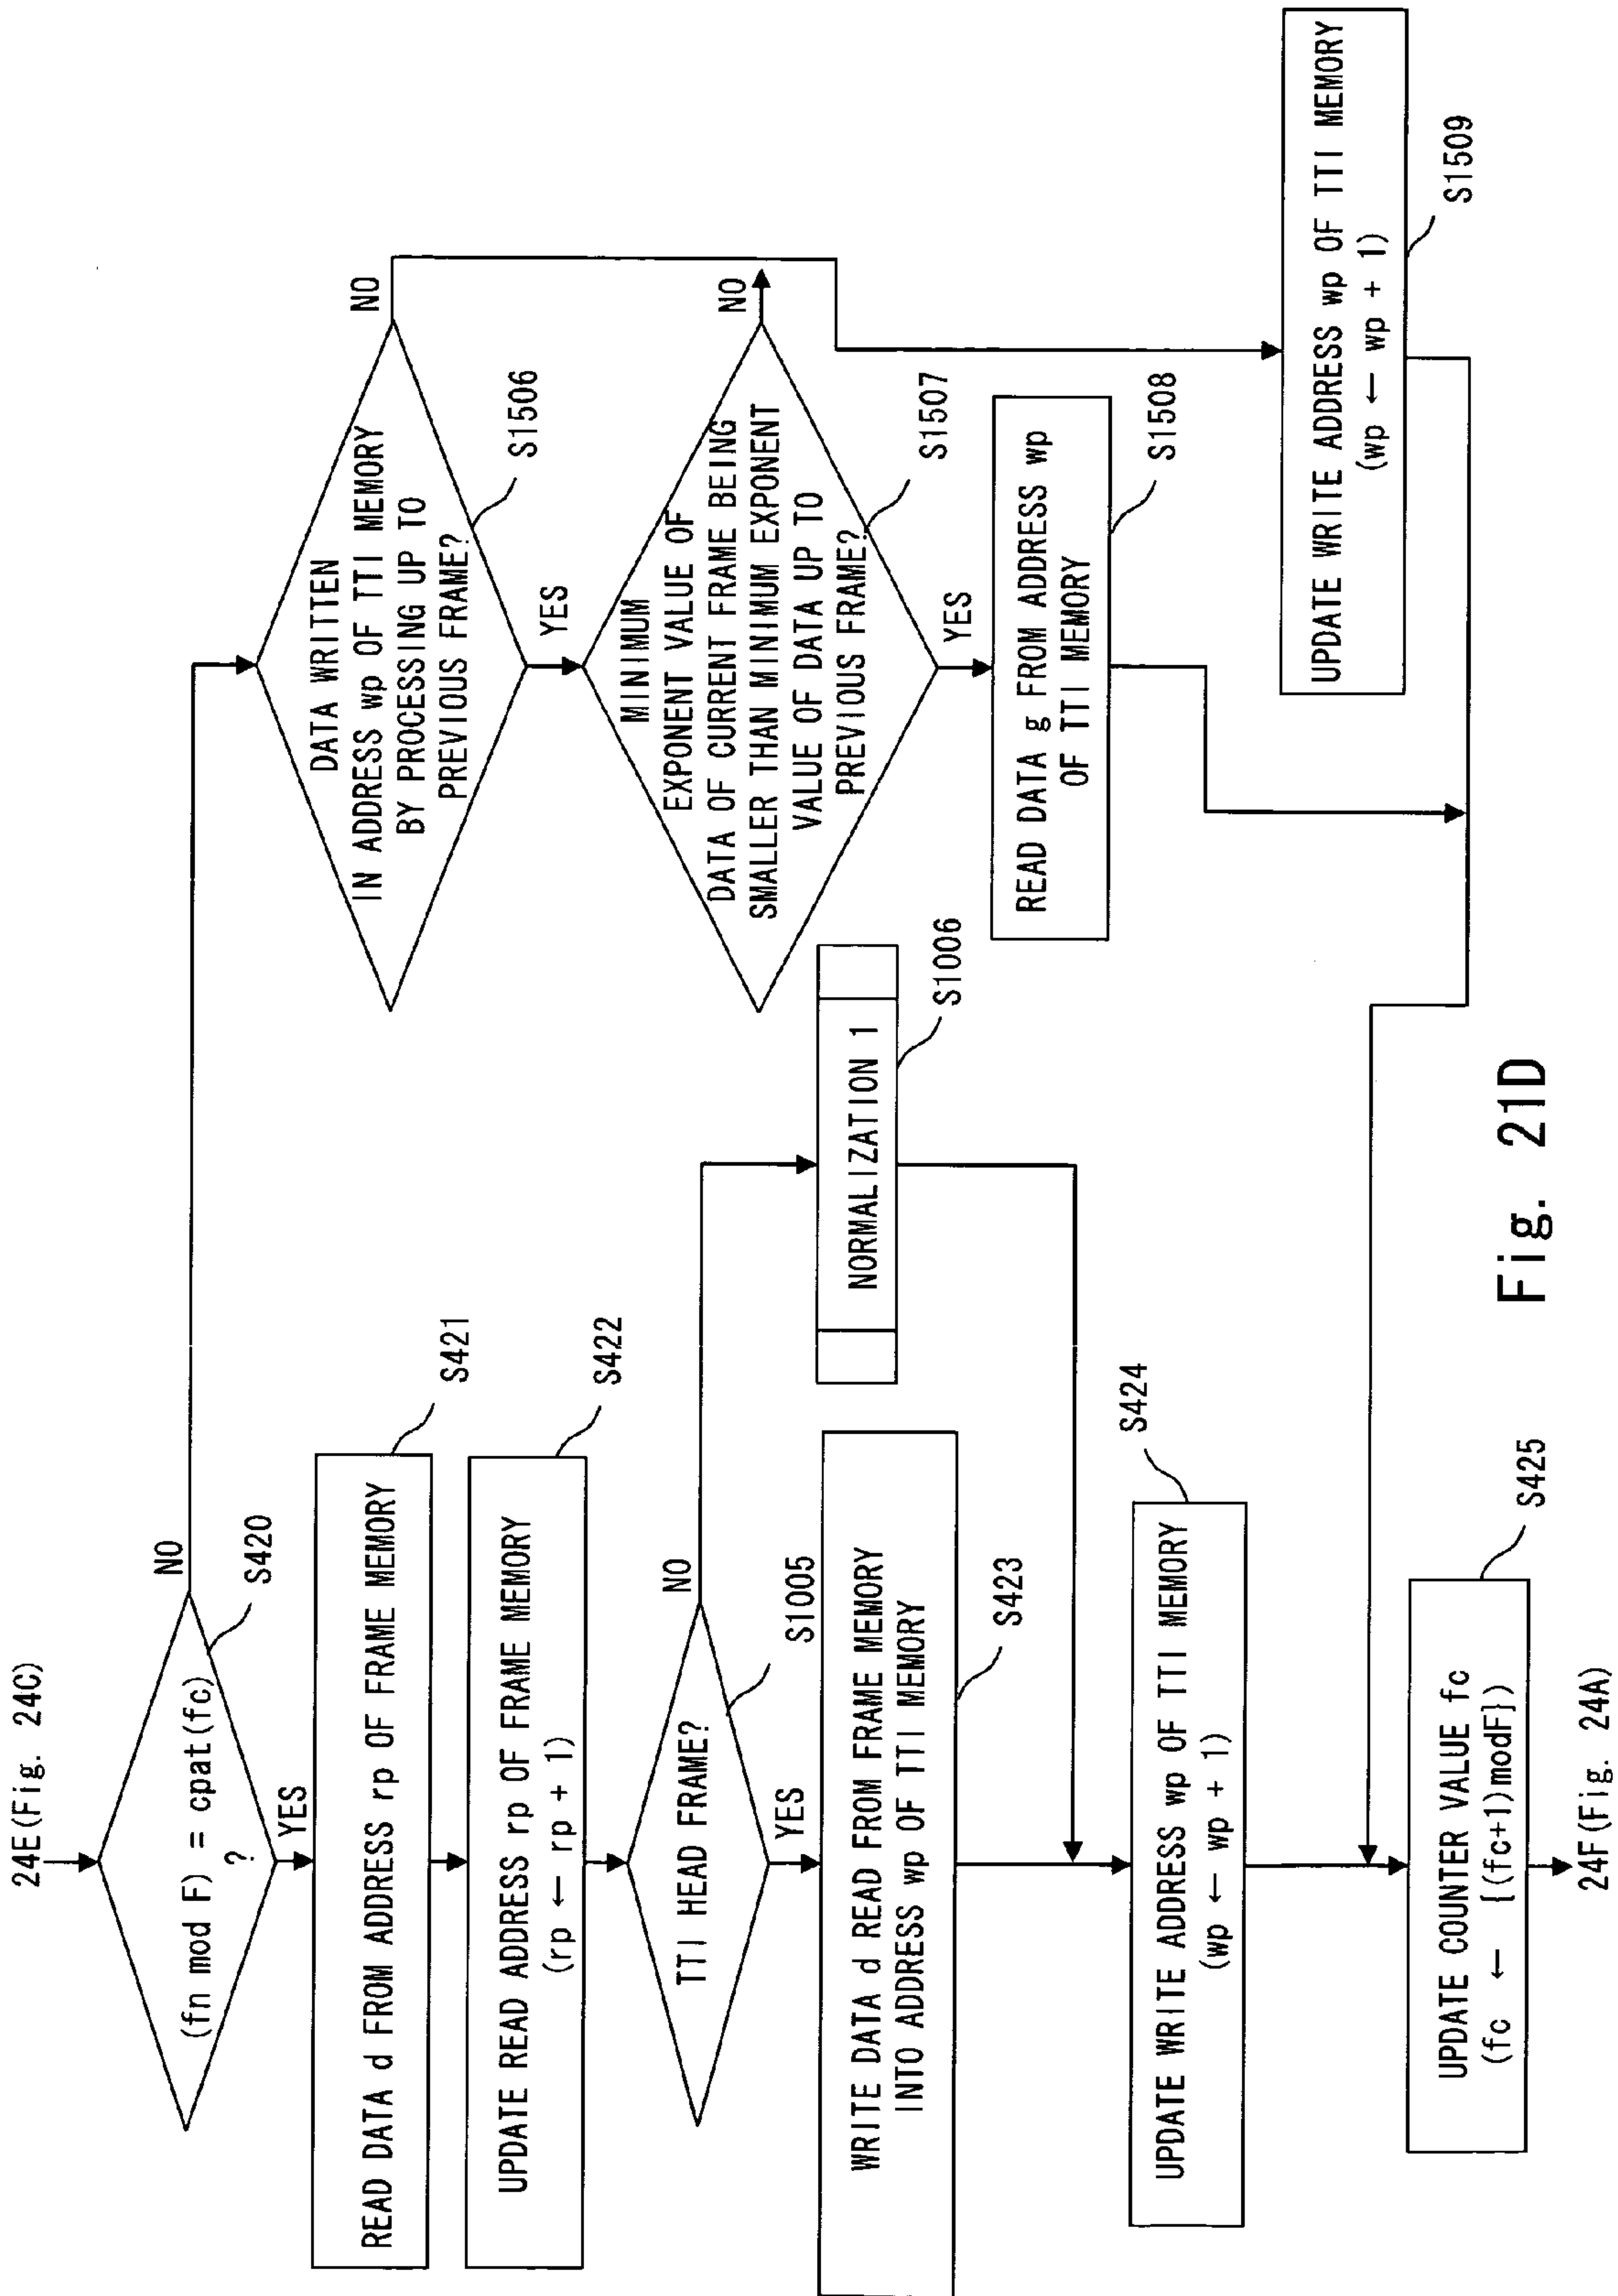 24E(Fig. 24C)
(fn mod F) = cpat(fc)
?
NO
S420
YES
READ DATA d FROM ADDRESS rp OF FRAME MEMORY
S421
UPDATE READ ADDRESS rp OF FRAME MEMORY
(rp ← rp + 1)
S422
TTI HEAD FRAME?
NO
S1005
YES
WRITE DATA d READ FROM FRAME MEMORY
INTO ADDRESS wp OF TTI MEMORY
S423
NORMALIZATION 1
S1006
UPDATE WRITE ADDRESS wp OF TTI MEMORY
(wp ← wp + 1)
S424
UPDATE COUNTER VALUE fc
(fc ← {(fc+1)modF})
S425
24F(Fig. 24A)
DATA WRITTEN
IN ADDRESS wp OF TTI MEMORY
BY PROCESSING UP TO
PREVIOUS FRAME?
NO
S1506
YES
MINIMUM
EXPONENT VALUE OF
DATA OF CURRENT FRAME BEING
SMALLER THAN MINIMUM EXPONENT
VALUE OF DATA UP TO
PREVIOUS FRAME?
NO
S1507
YES
READ DATA g FROM ADDRESS wp
OF TTI MEMORY
S1508
UPDATE WRITE ADDRESS wp OF TTI MEMORY
(wp ← wp + 1)
S1509
Fig. 21D